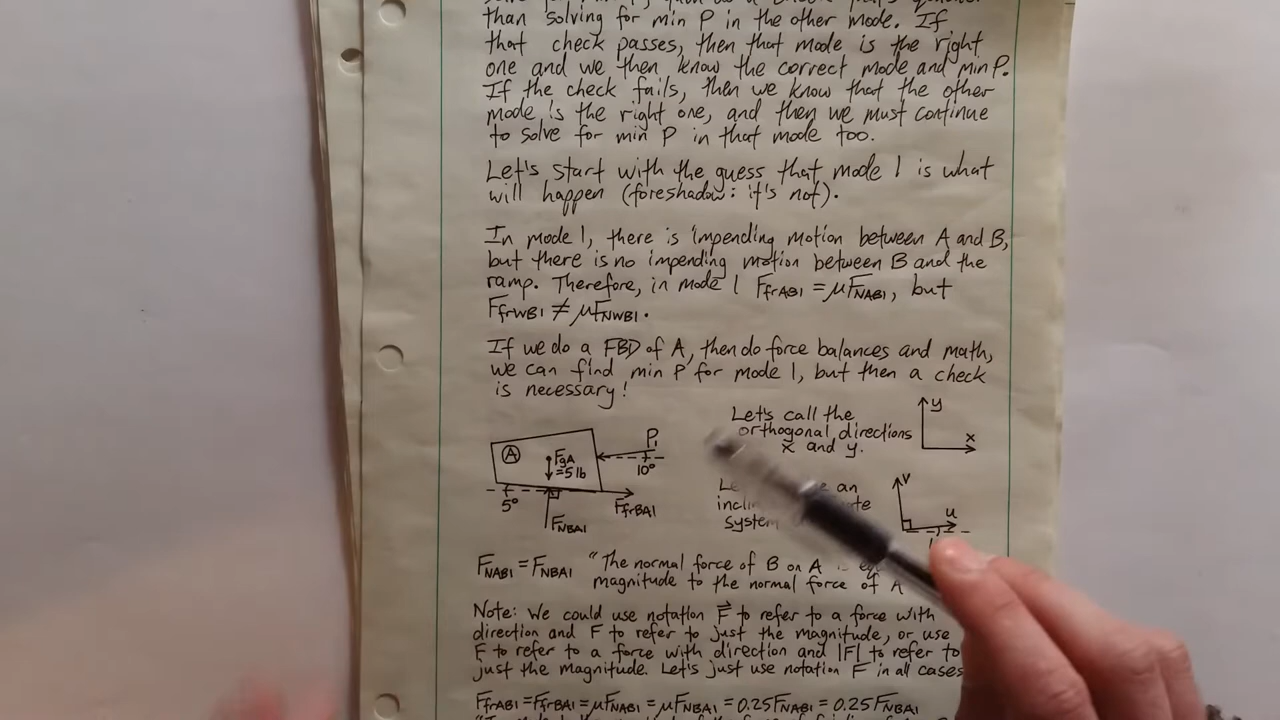 than solving for min P in the other mode. If
that check passes, then that mode is the right
one and we then know the correct mode and min P.
If the check fails, then we know that the other
mode is the right one, and then we must continue
to solve for min P in that mode too.
Let's start with the guess that mode 1 is what
will happen (foreshadow: it's not).
In mode 1, there is impending motion between A and B,
but there is no impending motion between B and the
ramp. Therefore, in mode 1 FfrAB1 = μFNAB1, but
FfrWB1 ≠ μFNWB1.
If we do a FBD of A, then do force balances and math,
we can find min P for mode 1, but then a check
is necessary!
Let's call the
orthogonal directions
x and y.
y
x
A
FgA
=5 lb
P1
10°
5°
FfrBA1
FNBA1
an
system
v
u
FNAB1 = FNBA1 "The normal force of B on A
magnitude to the normal force of A
Note: We could use notation F⃗ to refer to a force with
direction and F to refer to just the magnitude, or use
F to refer to a force with direction and |F| to refer to
just the magnitude. Let's just use notation F in all cases
FfrAB1 = FfrBA1 = μFNAB1 = μFNBA1 = 0.25FNAB1 = 0.25FNBA1